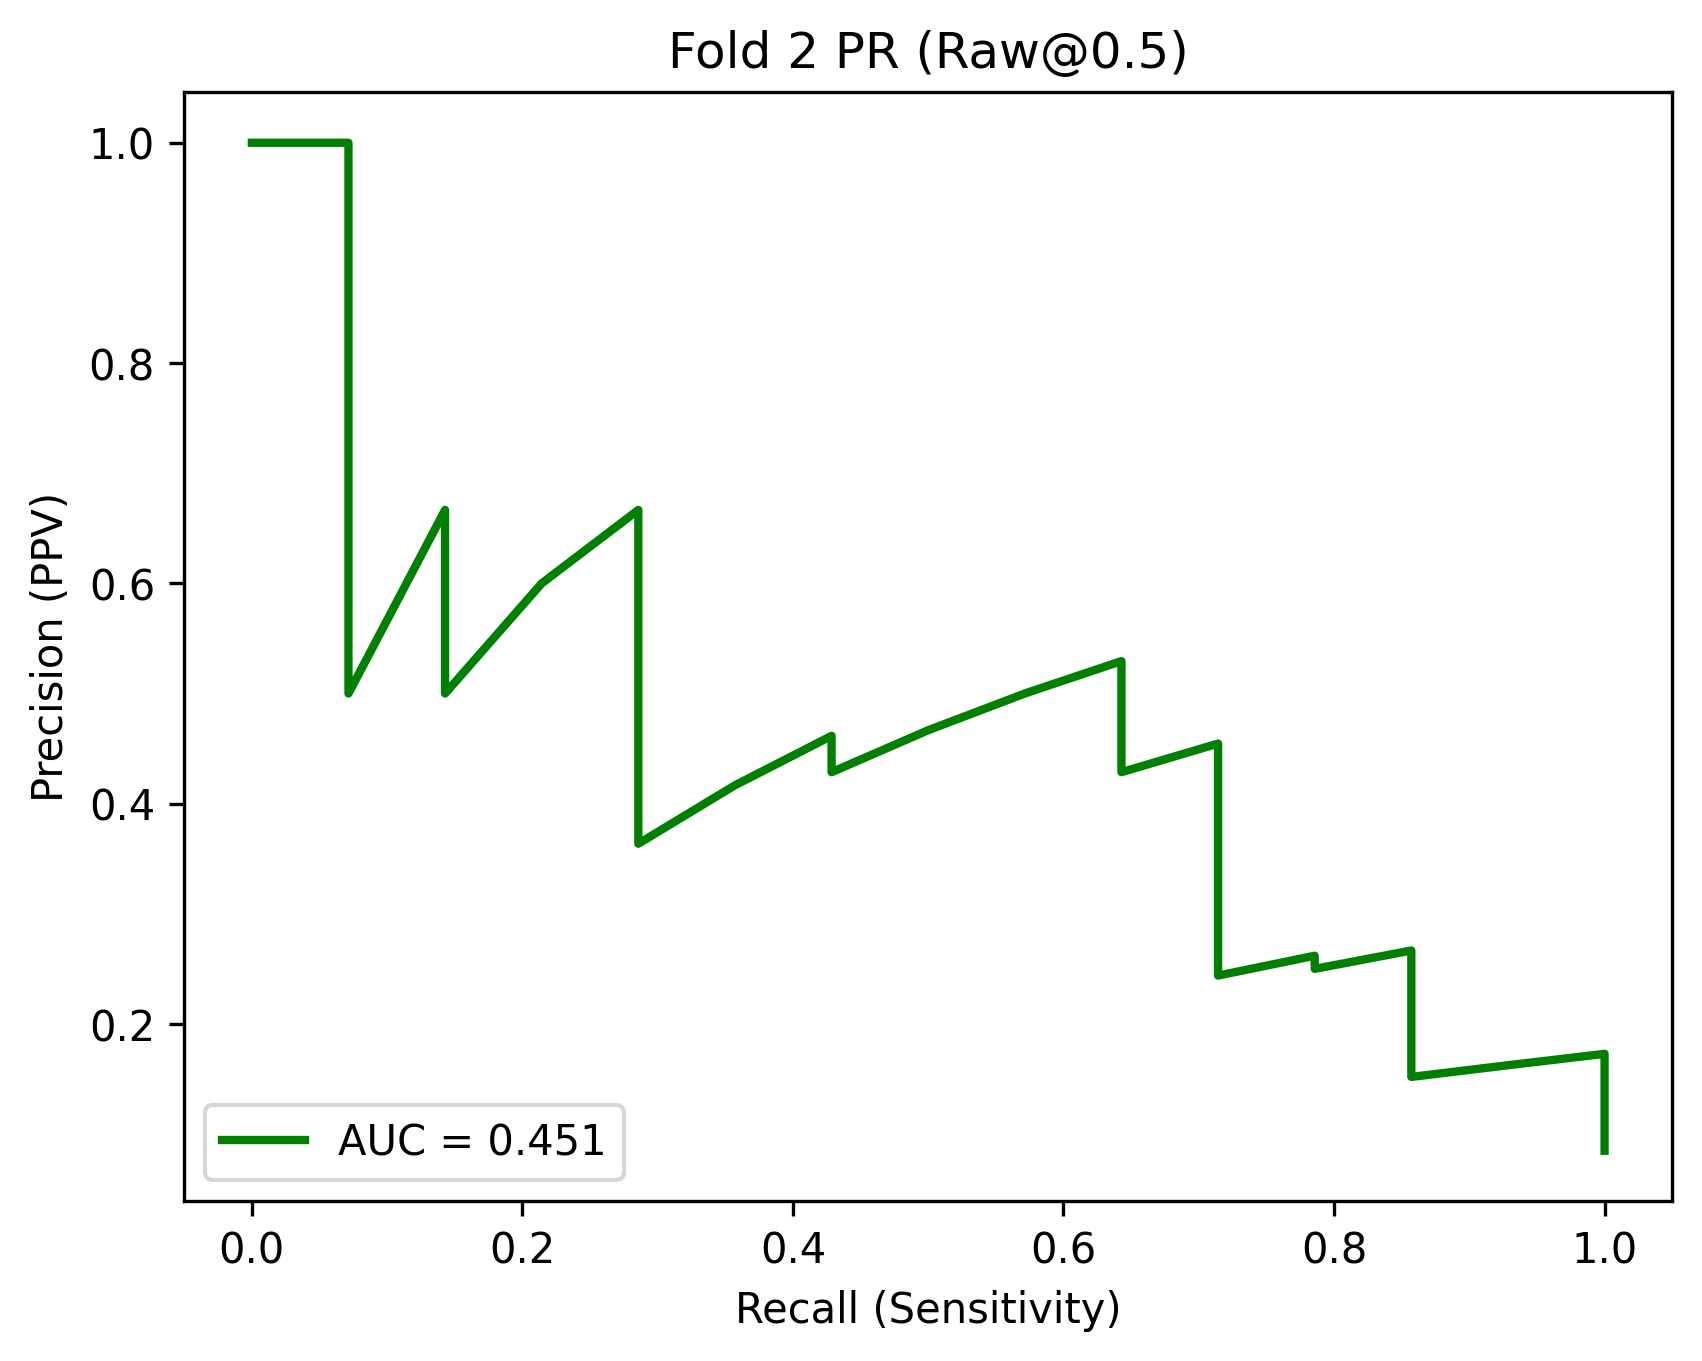 Fold 2 PR (Raw@0.5)
Precision (PPV)
1.0
0.8
0.6
0.4
0.2
AUC = 0.451
0.0 0.2 0.4 0.6 0.8 1.0
Recall (Sensitivity)